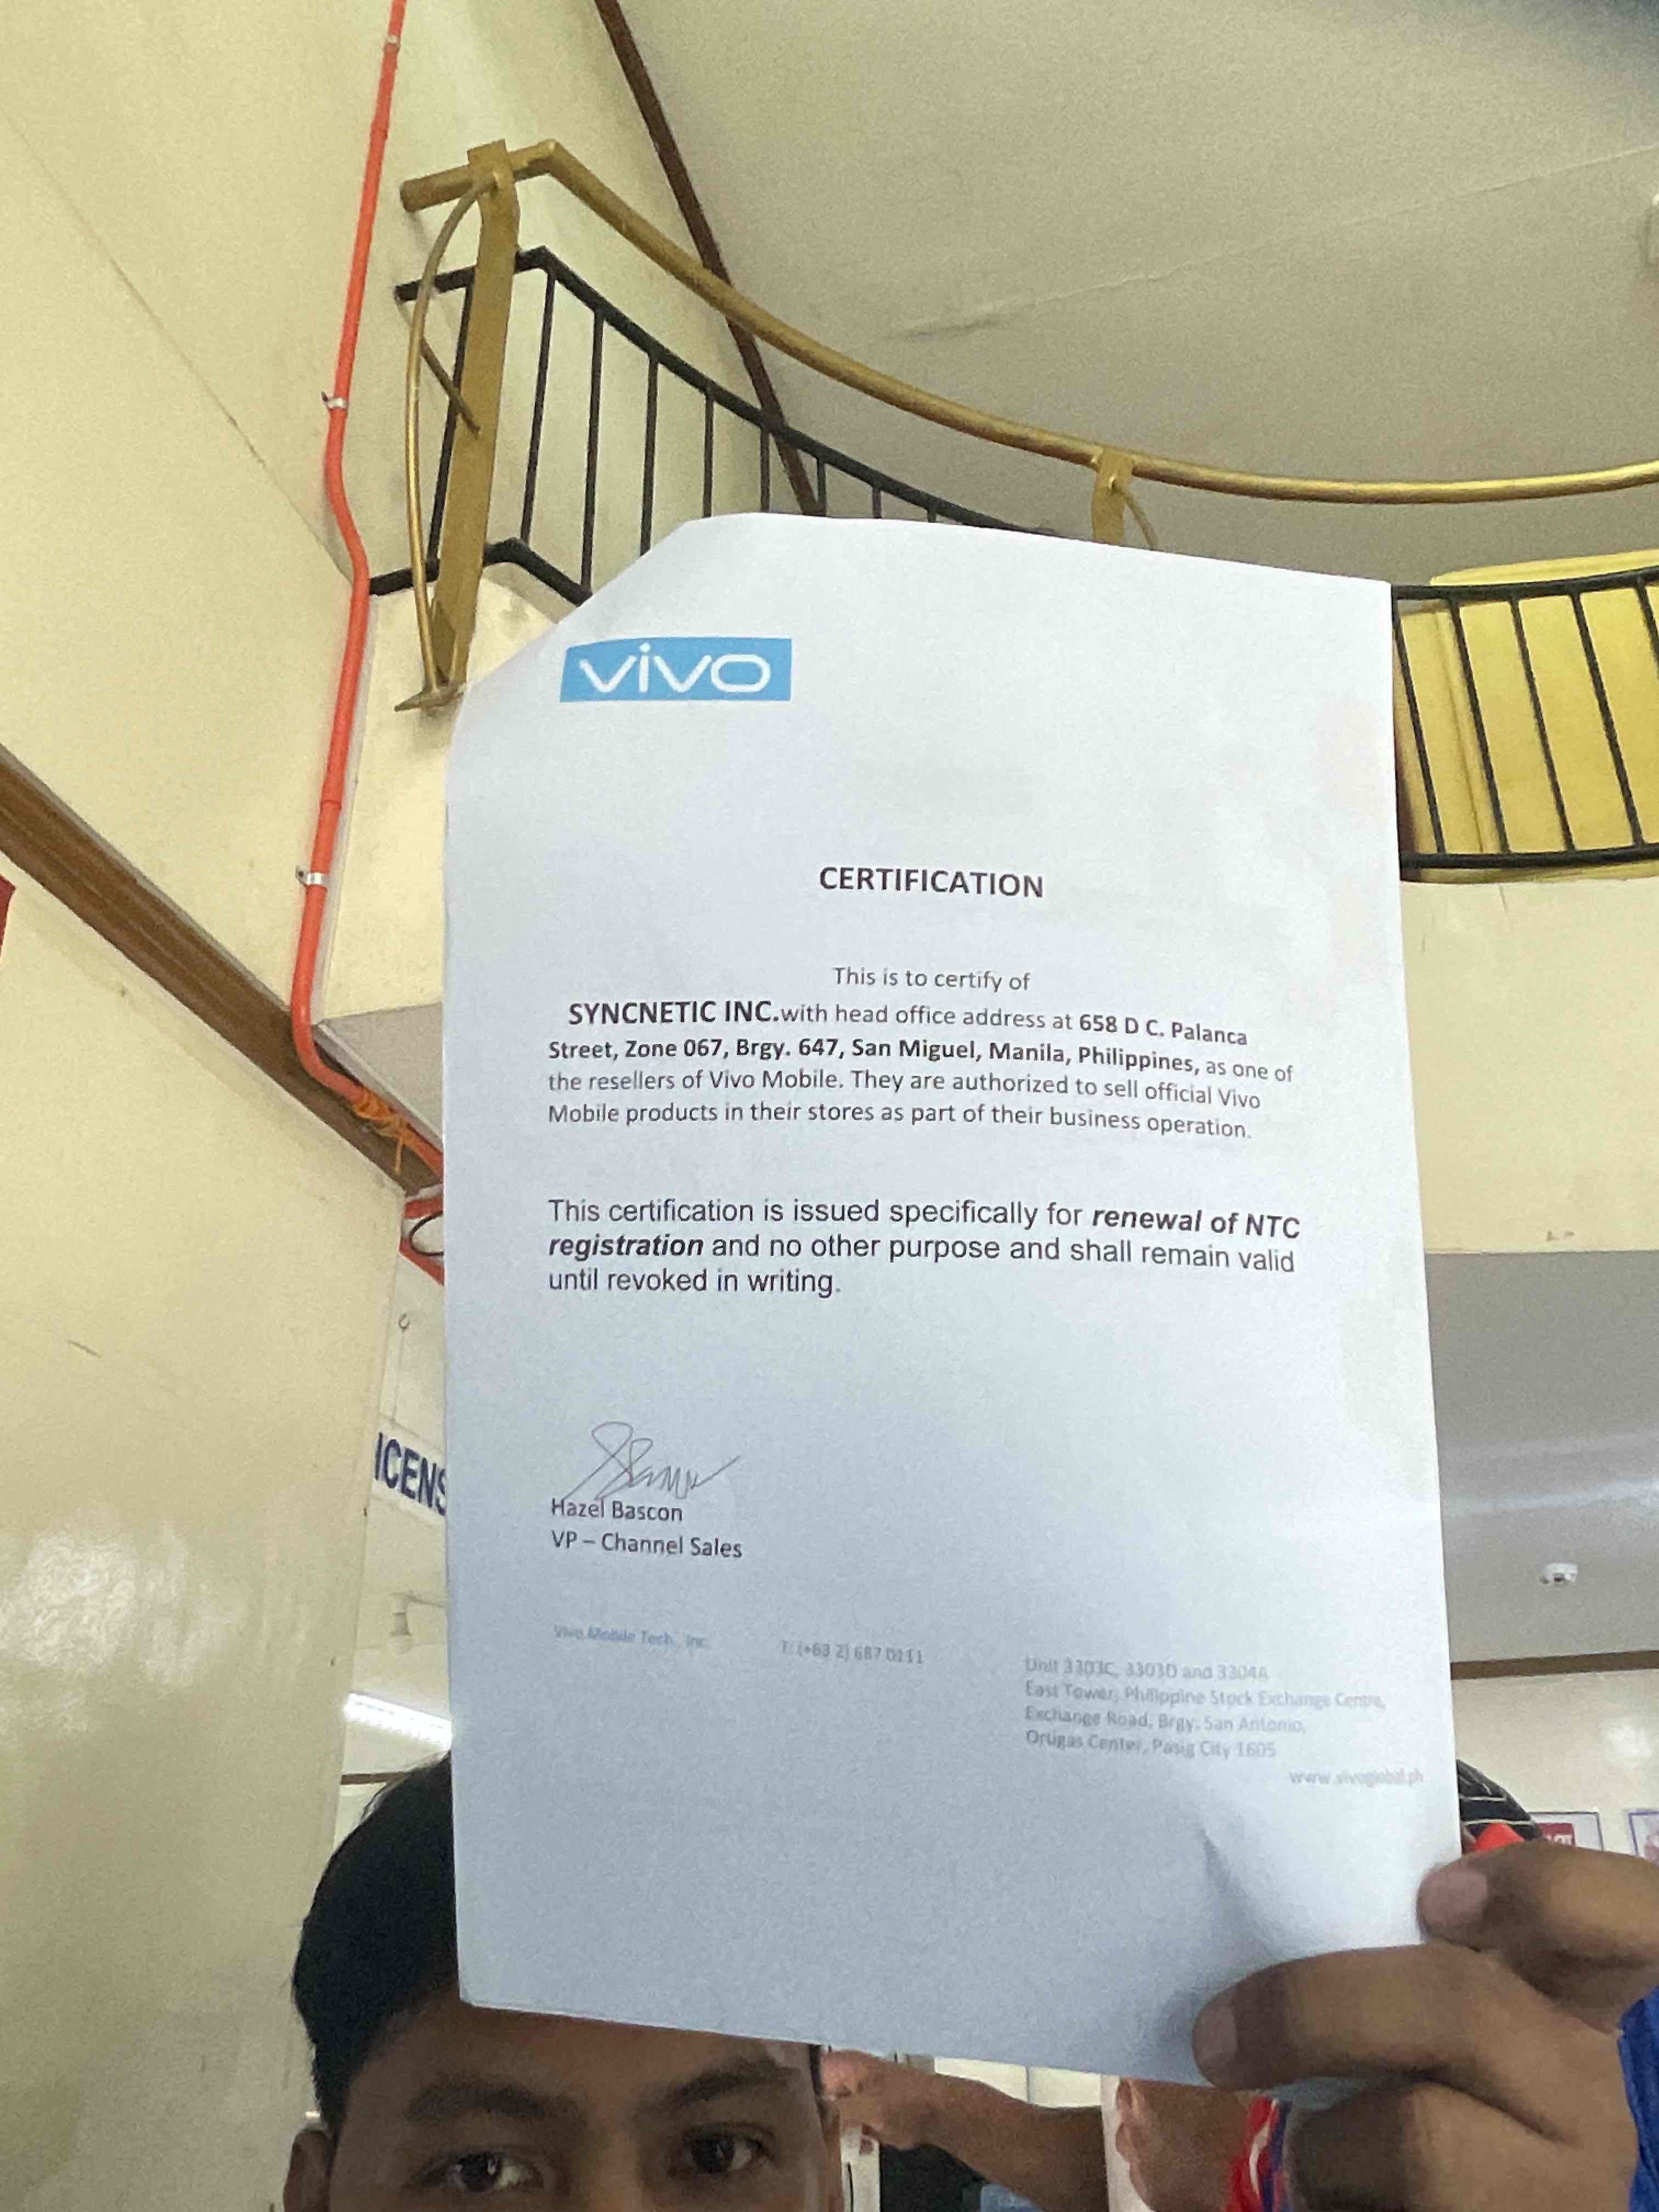 vivo
CERTIFICATION
This is to certify of
SYNCNETIC INC.with head office address at 658 D C. Palanca
Street, Zone 067, Brgy. 647, San Miguel, Manila, Philippines, as one of
the resellers of Vivo Mobile. They are authorized to sell official Vivo
Mobile products in their stores as part of their business operation.
This certification is issued specifically for renewal of NTC
registration and no other purpose and shall remain valid
until revoked in writing.
Hazel Bascon
VP – Channel Sales
Vivo Mobile Tech., Inc.
T: (+63 2) 687 0111
Unit 3303C, 3303D and 3304A
East Tower, Philippine Stock Exchange Centre,
Exchange Road, Brgy. San Antonio,
Ortigas Center, Pasig City 1605
www.vivoglobal.ph
ICENS